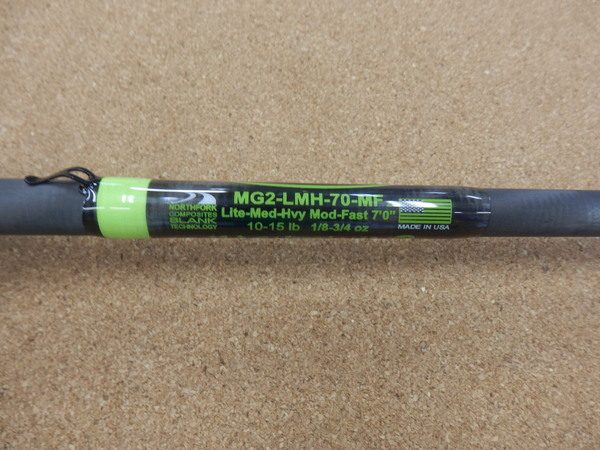 NORTHFORK
COMPOSITES
BLANK
TECHNOLOGY
MG2-LMH-70-MF
Lite-Med-Hvy Mod-Fast 7'0"
10-15 lb 1/8-3/4 oz
MADE IN USA